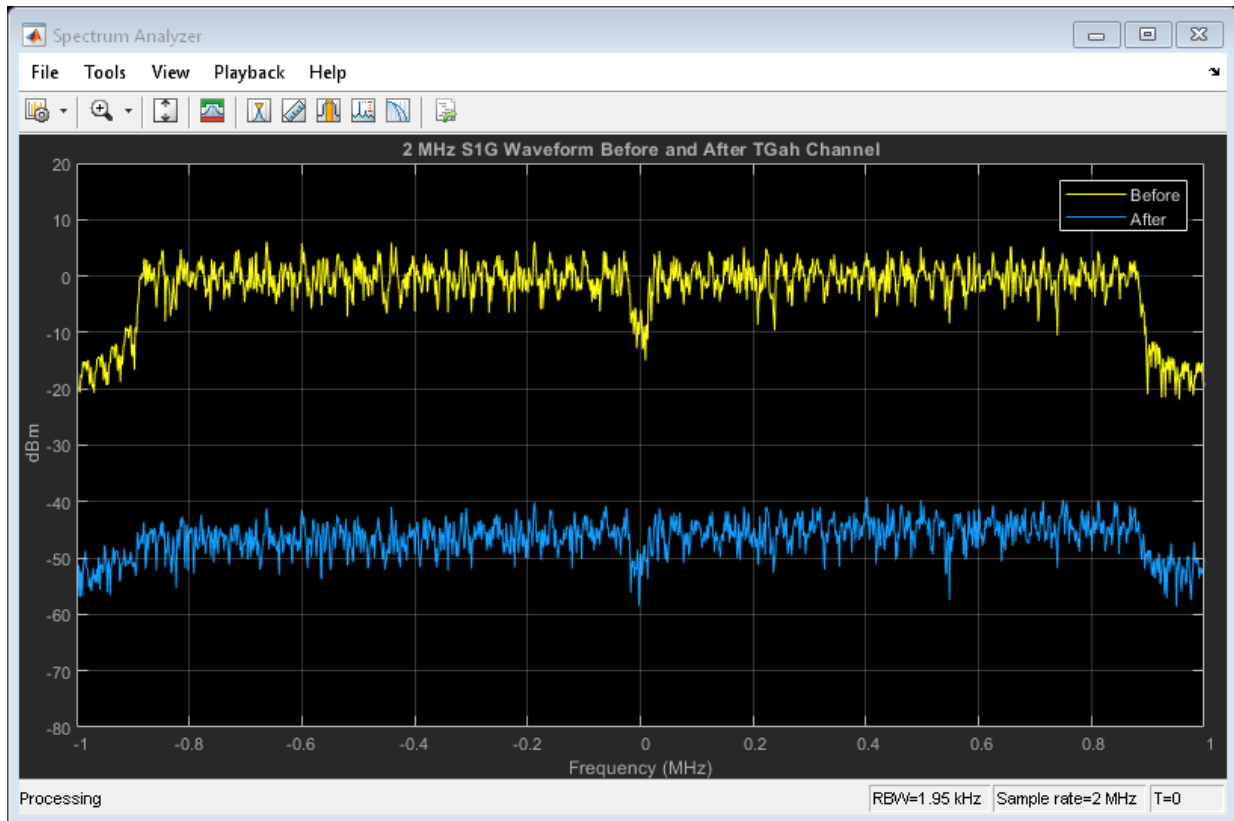 Spectrum Analyzer
File Tools View Playback Help
2 MHz S1G Waveform Before and After TGah Channel
Before
After
20
10
0
-10
-20
-30
-40
-50
-60
-70
-80
dBm
-1 -0.8 -0.6 -0.4 -0.2 0 0.2 0.4 0.6 0.8 1
Frequency (MHz)
Processing RBW=1.95 kHz Sample rate=2 MHz T=0